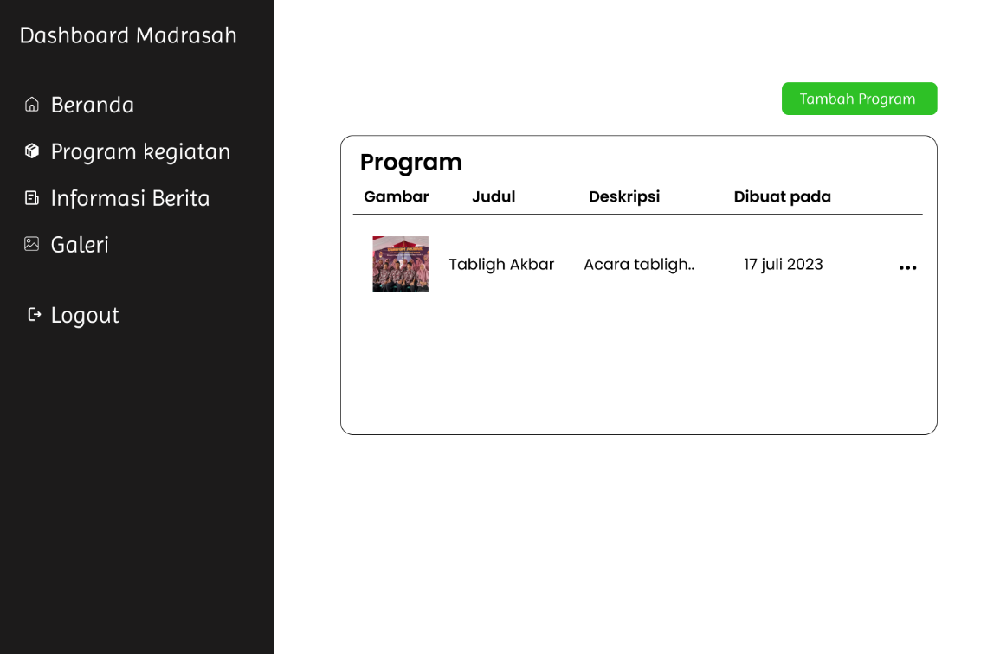 Dashboard Madrasah
Beranda
Program kegiatan
Informasi Berita
Galeri
Logout
Tambah Program
Program
Gambar Judul Deskripsi Dibuat pada
Tabligh Akbar Acara tabligh.. 17 juli 2023 ...